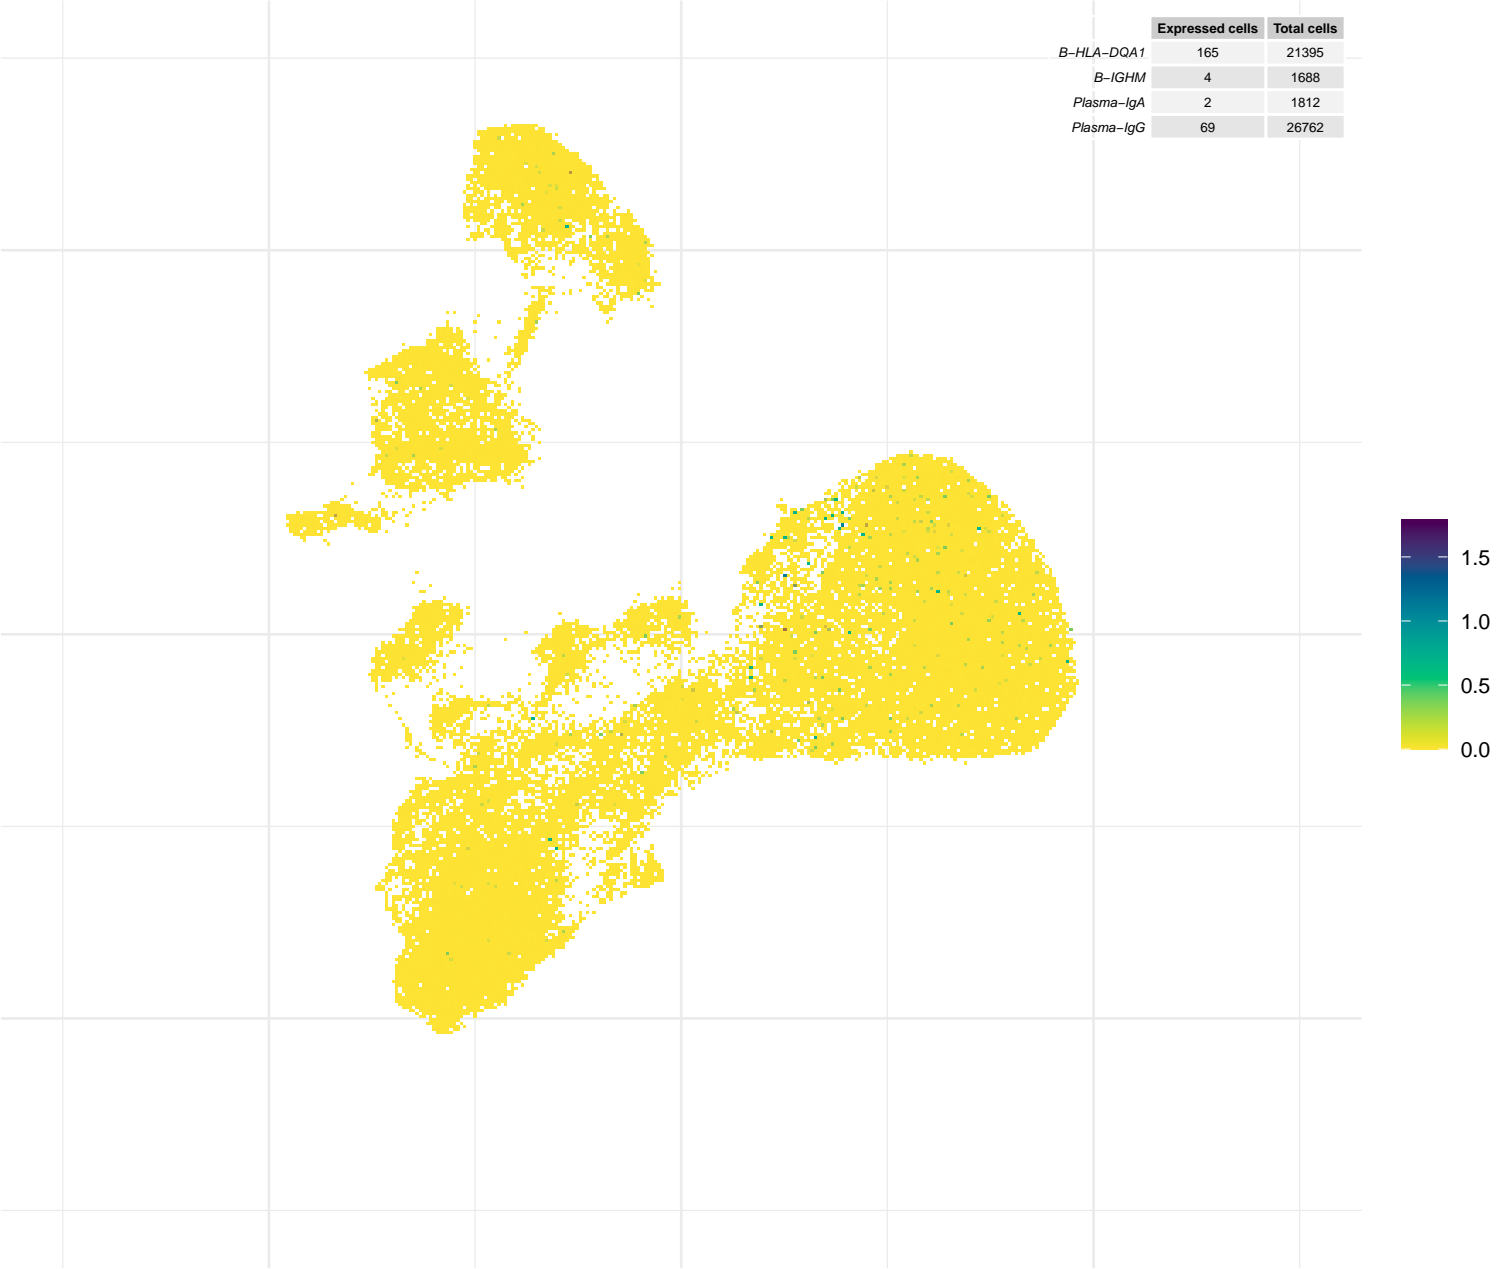 Expressed cells Total cells
B−HLA−DQA1 165 21395
B−IGHM 4 1688
Plasma−IgA 2 1812
Plasma−IgG 69 26762
1.5
1.0
0.5
0.0